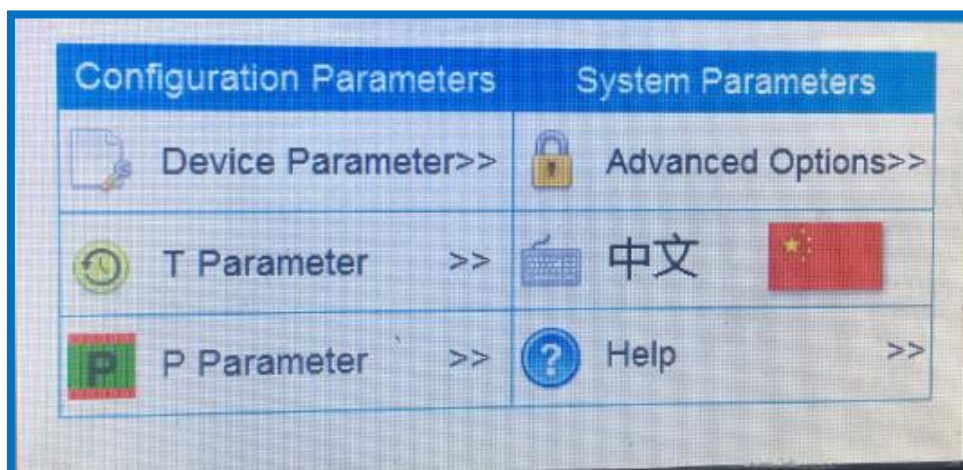 Configuration Parameters
System Parameters
Device Parameter>>
Advanced Options>>
T Parameter >>
中文
P
P Parameter >>
? Help >>